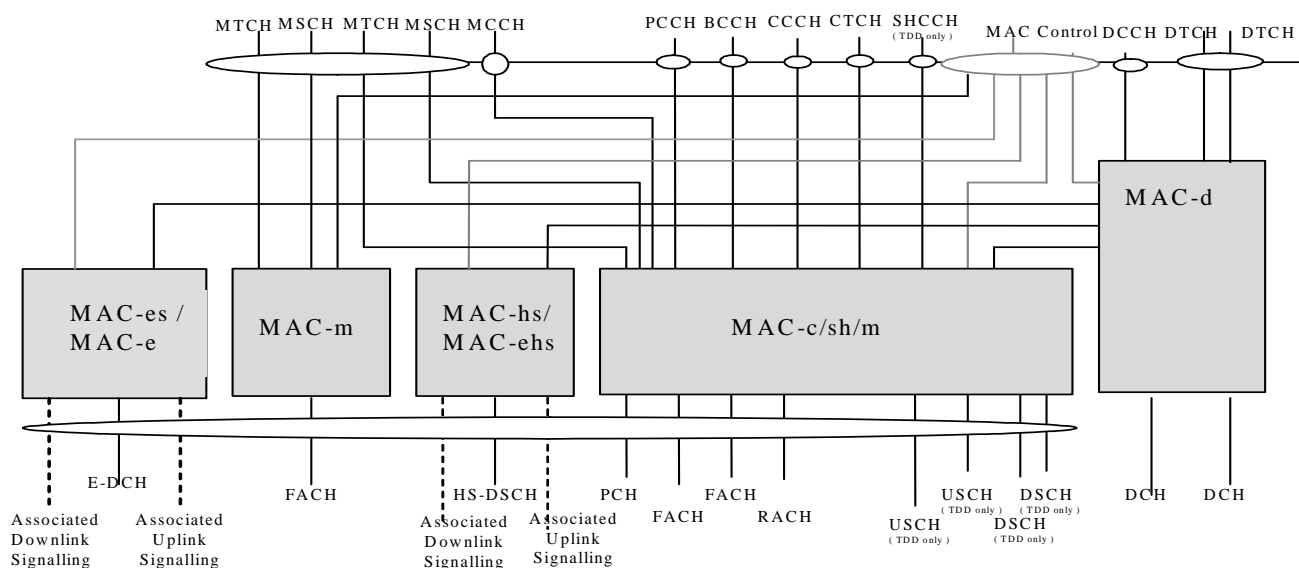 MTCH MSCH MTCH MSCH MCCH PCCH BCCH CCCH CTCH SHCCH MAC Control DCCH DTCH DTCH
( TDD only )
MAC-d
MAC-es /
MAC-e
MAC-m
MAC-hs/
MAC-ehs
MAC-c/sh/m
E-DCH FACH HS-DSCH PCH FACH USCH DSCH DCH DCH
( TDD only ) ( TDD only )
FACH RACH USCH DSCH
( TDD only ) ( TDD only )
Associated
Downlink
Signalling
Associated
Uplink
Signalling
Associated
Downlink
Signalling
Associated
Uplink
Signalling